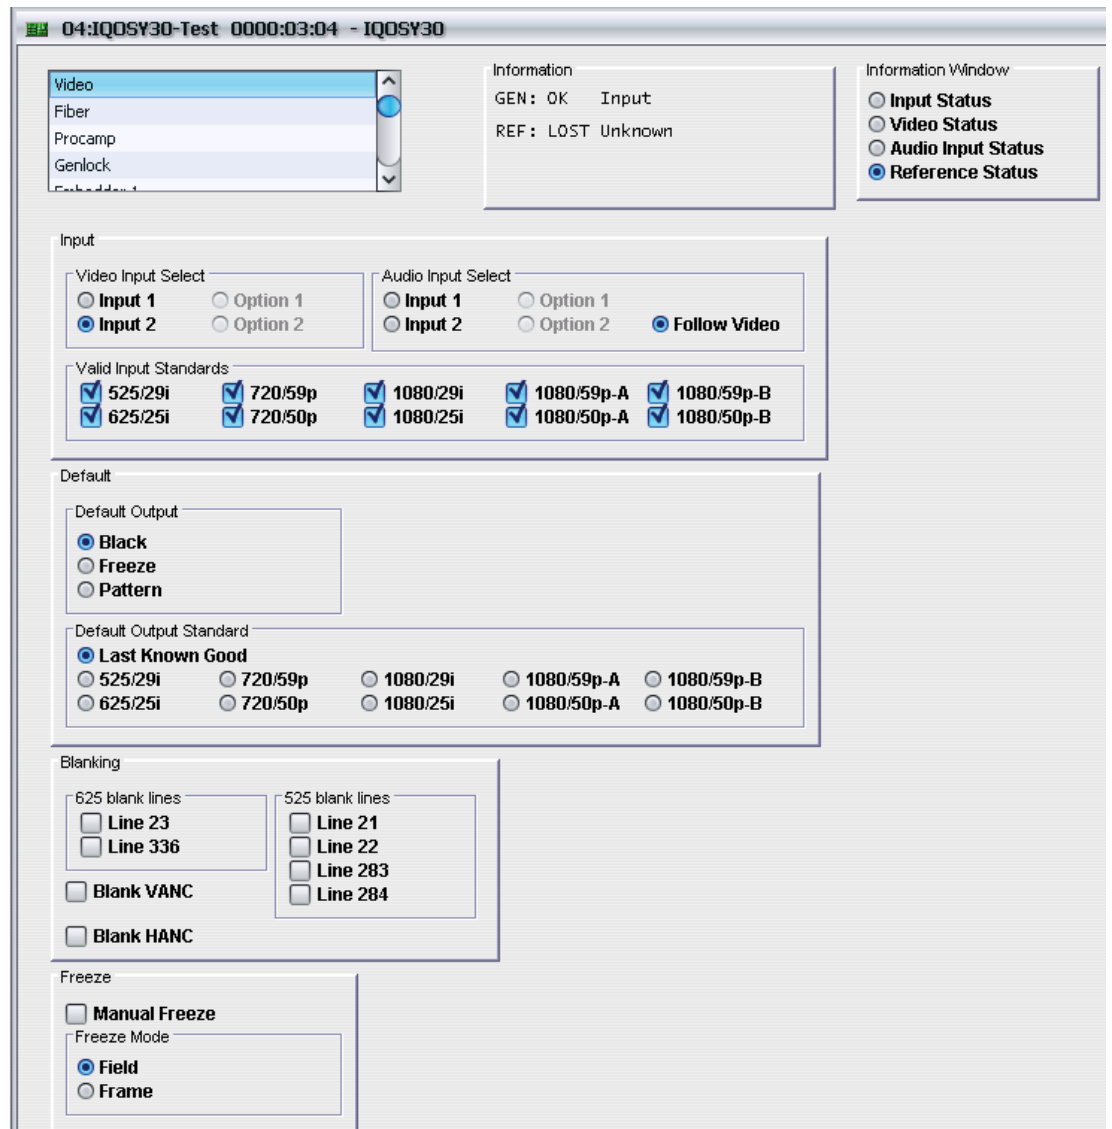 04:IQOSY30-Test 0000:03:04 - IQOSY30
Video
Fiber
Procamp
Genlock
Information
GEN: OK Input
REF: LOST Unknown
Information Window
Input Status
Video Status
Audio Input Status
Reference Status
Input
Video Input Select
Input 1 Option 1
Input 2 Option 2
Audio Input Select
Input 1 Option 1
Input 2 Option 2 Follow Video
Valid Input Standards
525/29i 720/59p 1080/29i 1080/59p-A 1080/59p-B
625/25i 720/50p 1080/25i 1080/50p-A 1080/50p-B
Default
Default Output
Black
Freeze
Pattern
Default Output Standard
Last Known Good
525/29i 720/59p 1080/29i 1080/59p-A 1080/59p-B
625/25i 720/50p 1080/25i 1080/50p-A 1080/50p-B
Blanking
625 blank lines
Line 23
Line 336
525 blank lines
Line 21
Line 22
Line 283
Line 284
Blank VANC
Blank HANC
Freeze
Manual Freeze
Freeze Mode
Field
Frame